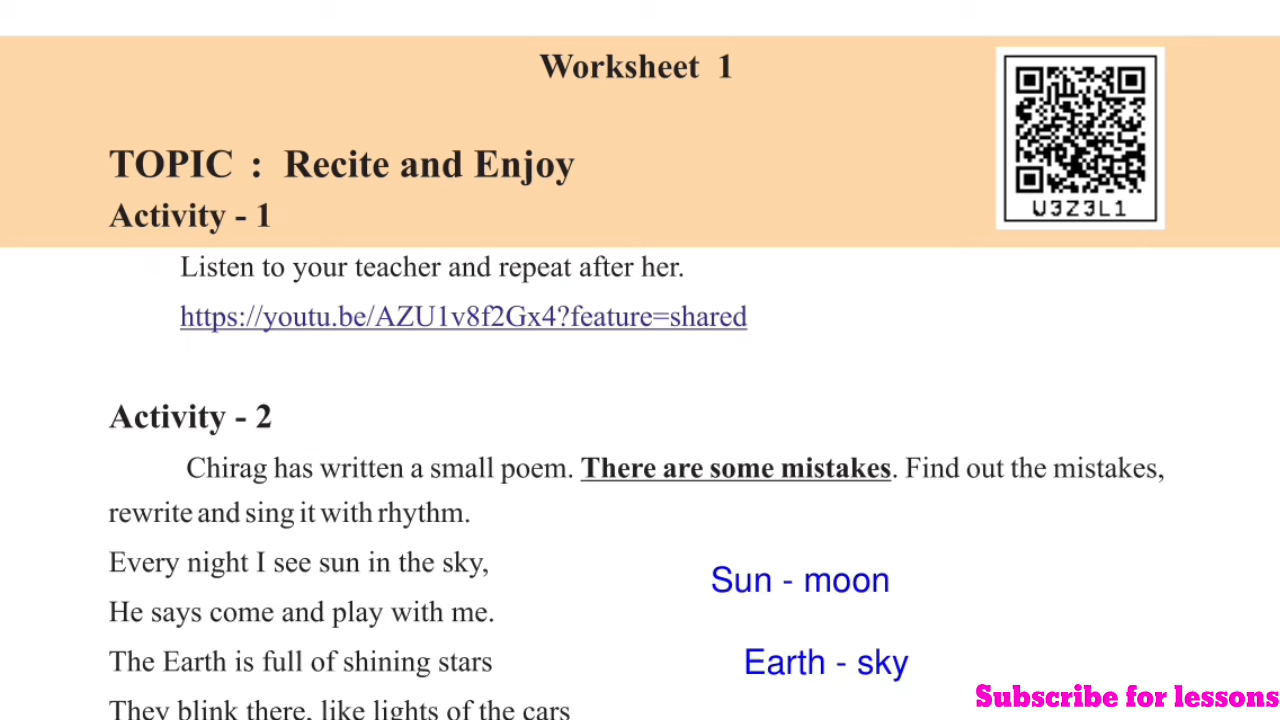 Worksheet 1
U3Z3L1
TOPIC : Recite and Enjoy
Activity - 1
Listen to your teacher and repeat after her.
https://youtu.be/AZU1v8f2Gx4?feature=shared
Activity - 2
Chirag has written a small poem. There are some mistakes. Find out the mistakes,
rewrite and sing it with rhythm.
Every night I see sun in the sky,
Sun - moon
He says come and play with me.
The Earth is full of shining stars
Earth - sky
They blink there, like lights of the cars
Subscribe for lessons